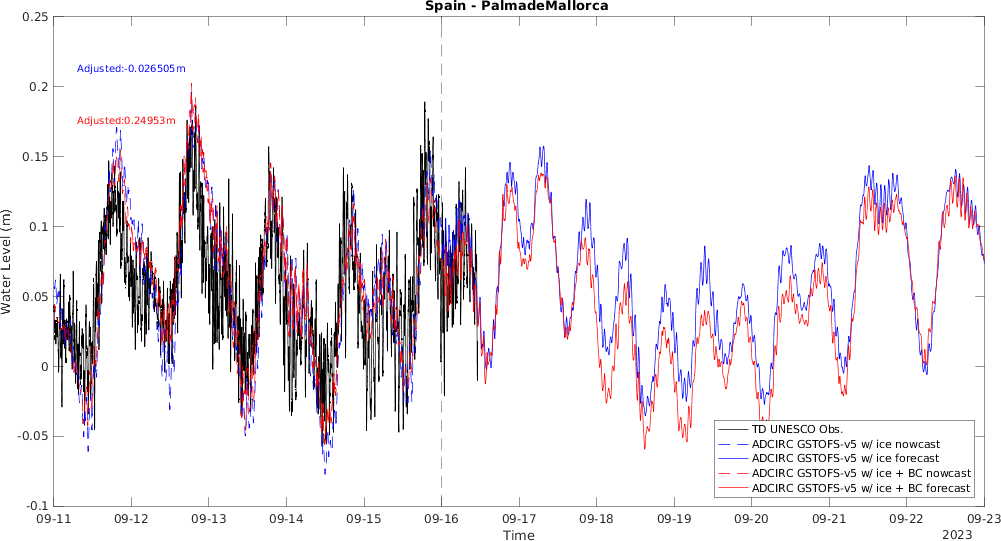 Spain - PalmadeMallorca
0.25
0.2
0.15
0.1
0.05
0
-0.05
-0.1
Water Level (m)
Adjusted:-0.026505m
Adjusted:0.24953m
TD UNESCO Obs.
ADCIRC GSTOFS-v5 w/ ice nowcast
ADCIRC GSTOFS-v5 w/ ice forecast
ADCIRC GSTOFS-v5 w/ ice + BC nowcast
ADCIRC GSTOFS-v5 w/ ice + BC forecast
09-11 09-12 09-13 09-14 09-15 09-16 09-17 09-18 09-19 09-20 09-21 09-22 09-23
Time
2023